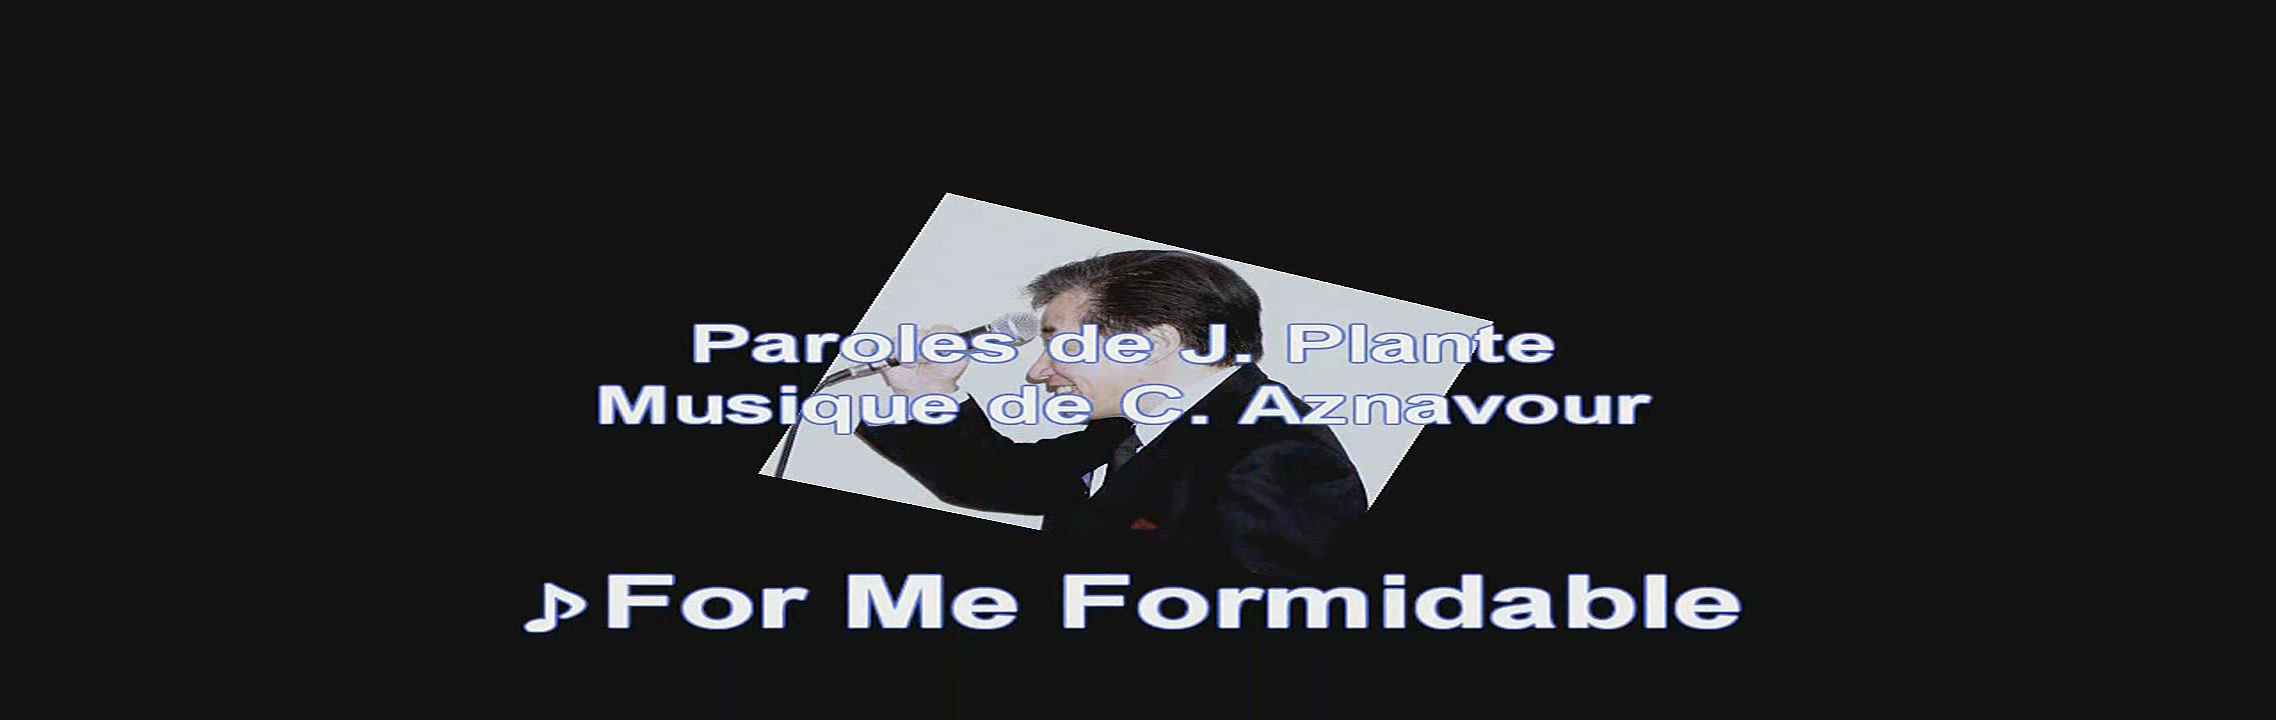 Paroles de J. Plante
Musique de C. Aznavour
♪For Me Formidable